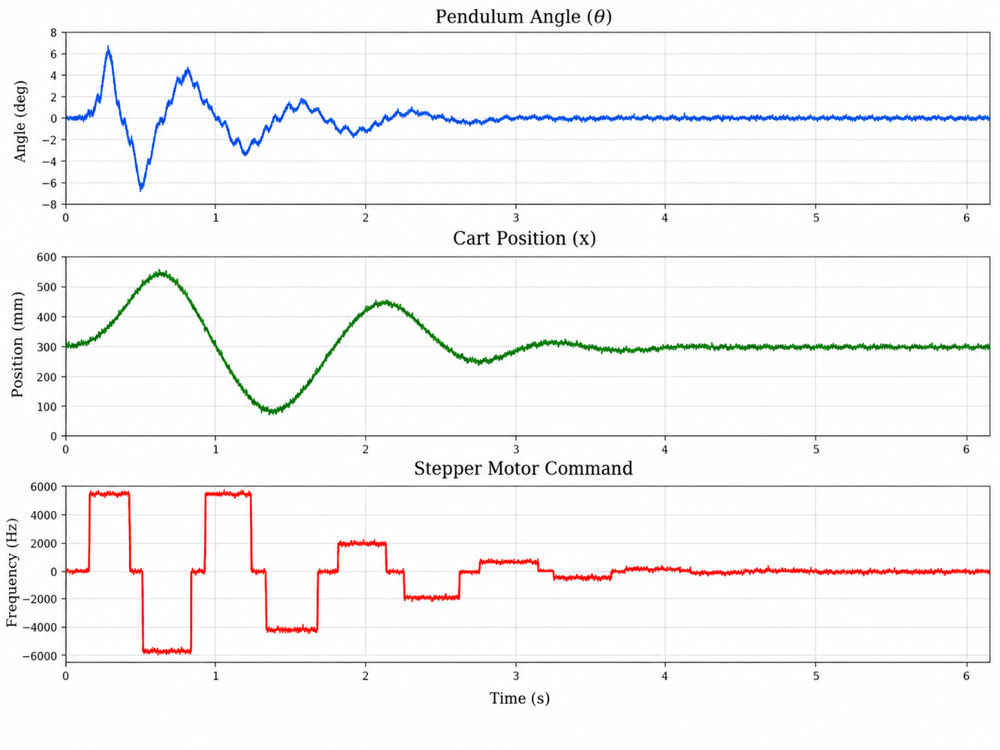 Pendulum Angle (θ)
Angle (deg)
8
6
4
2
0
−2
−4
−6
−8
0 1 2 3 4 5 6
Cart Position (x)
Position (mm)
600
500
400
300
200
100
0
0 1 2 3 4 5 6
Stepper Motor Command
Frequency (Hz)
6000
4000
2000
0
−2000
−4000
−6000
0 1 2 3 4 5 6
Time (s)